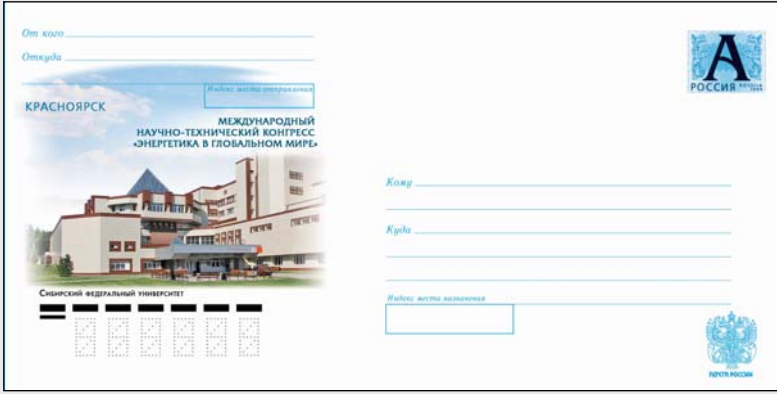 От кого
Откуда
Индекс места отправления
КРАСНОЯРСК
МЕЖДУНАРОДНЫЙ
НАУЧНО-ТЕХНИЧЕСКИЙ КОНГРЕСС
«ЭНЕРГЕТИКА В ГЛОБАЛЬНОМ МИРЕ»
Сибирский федеральный университет
А
РОССИЯ
Кому
Куда
Индекс места назначения
ПОЧТА РОССИИ